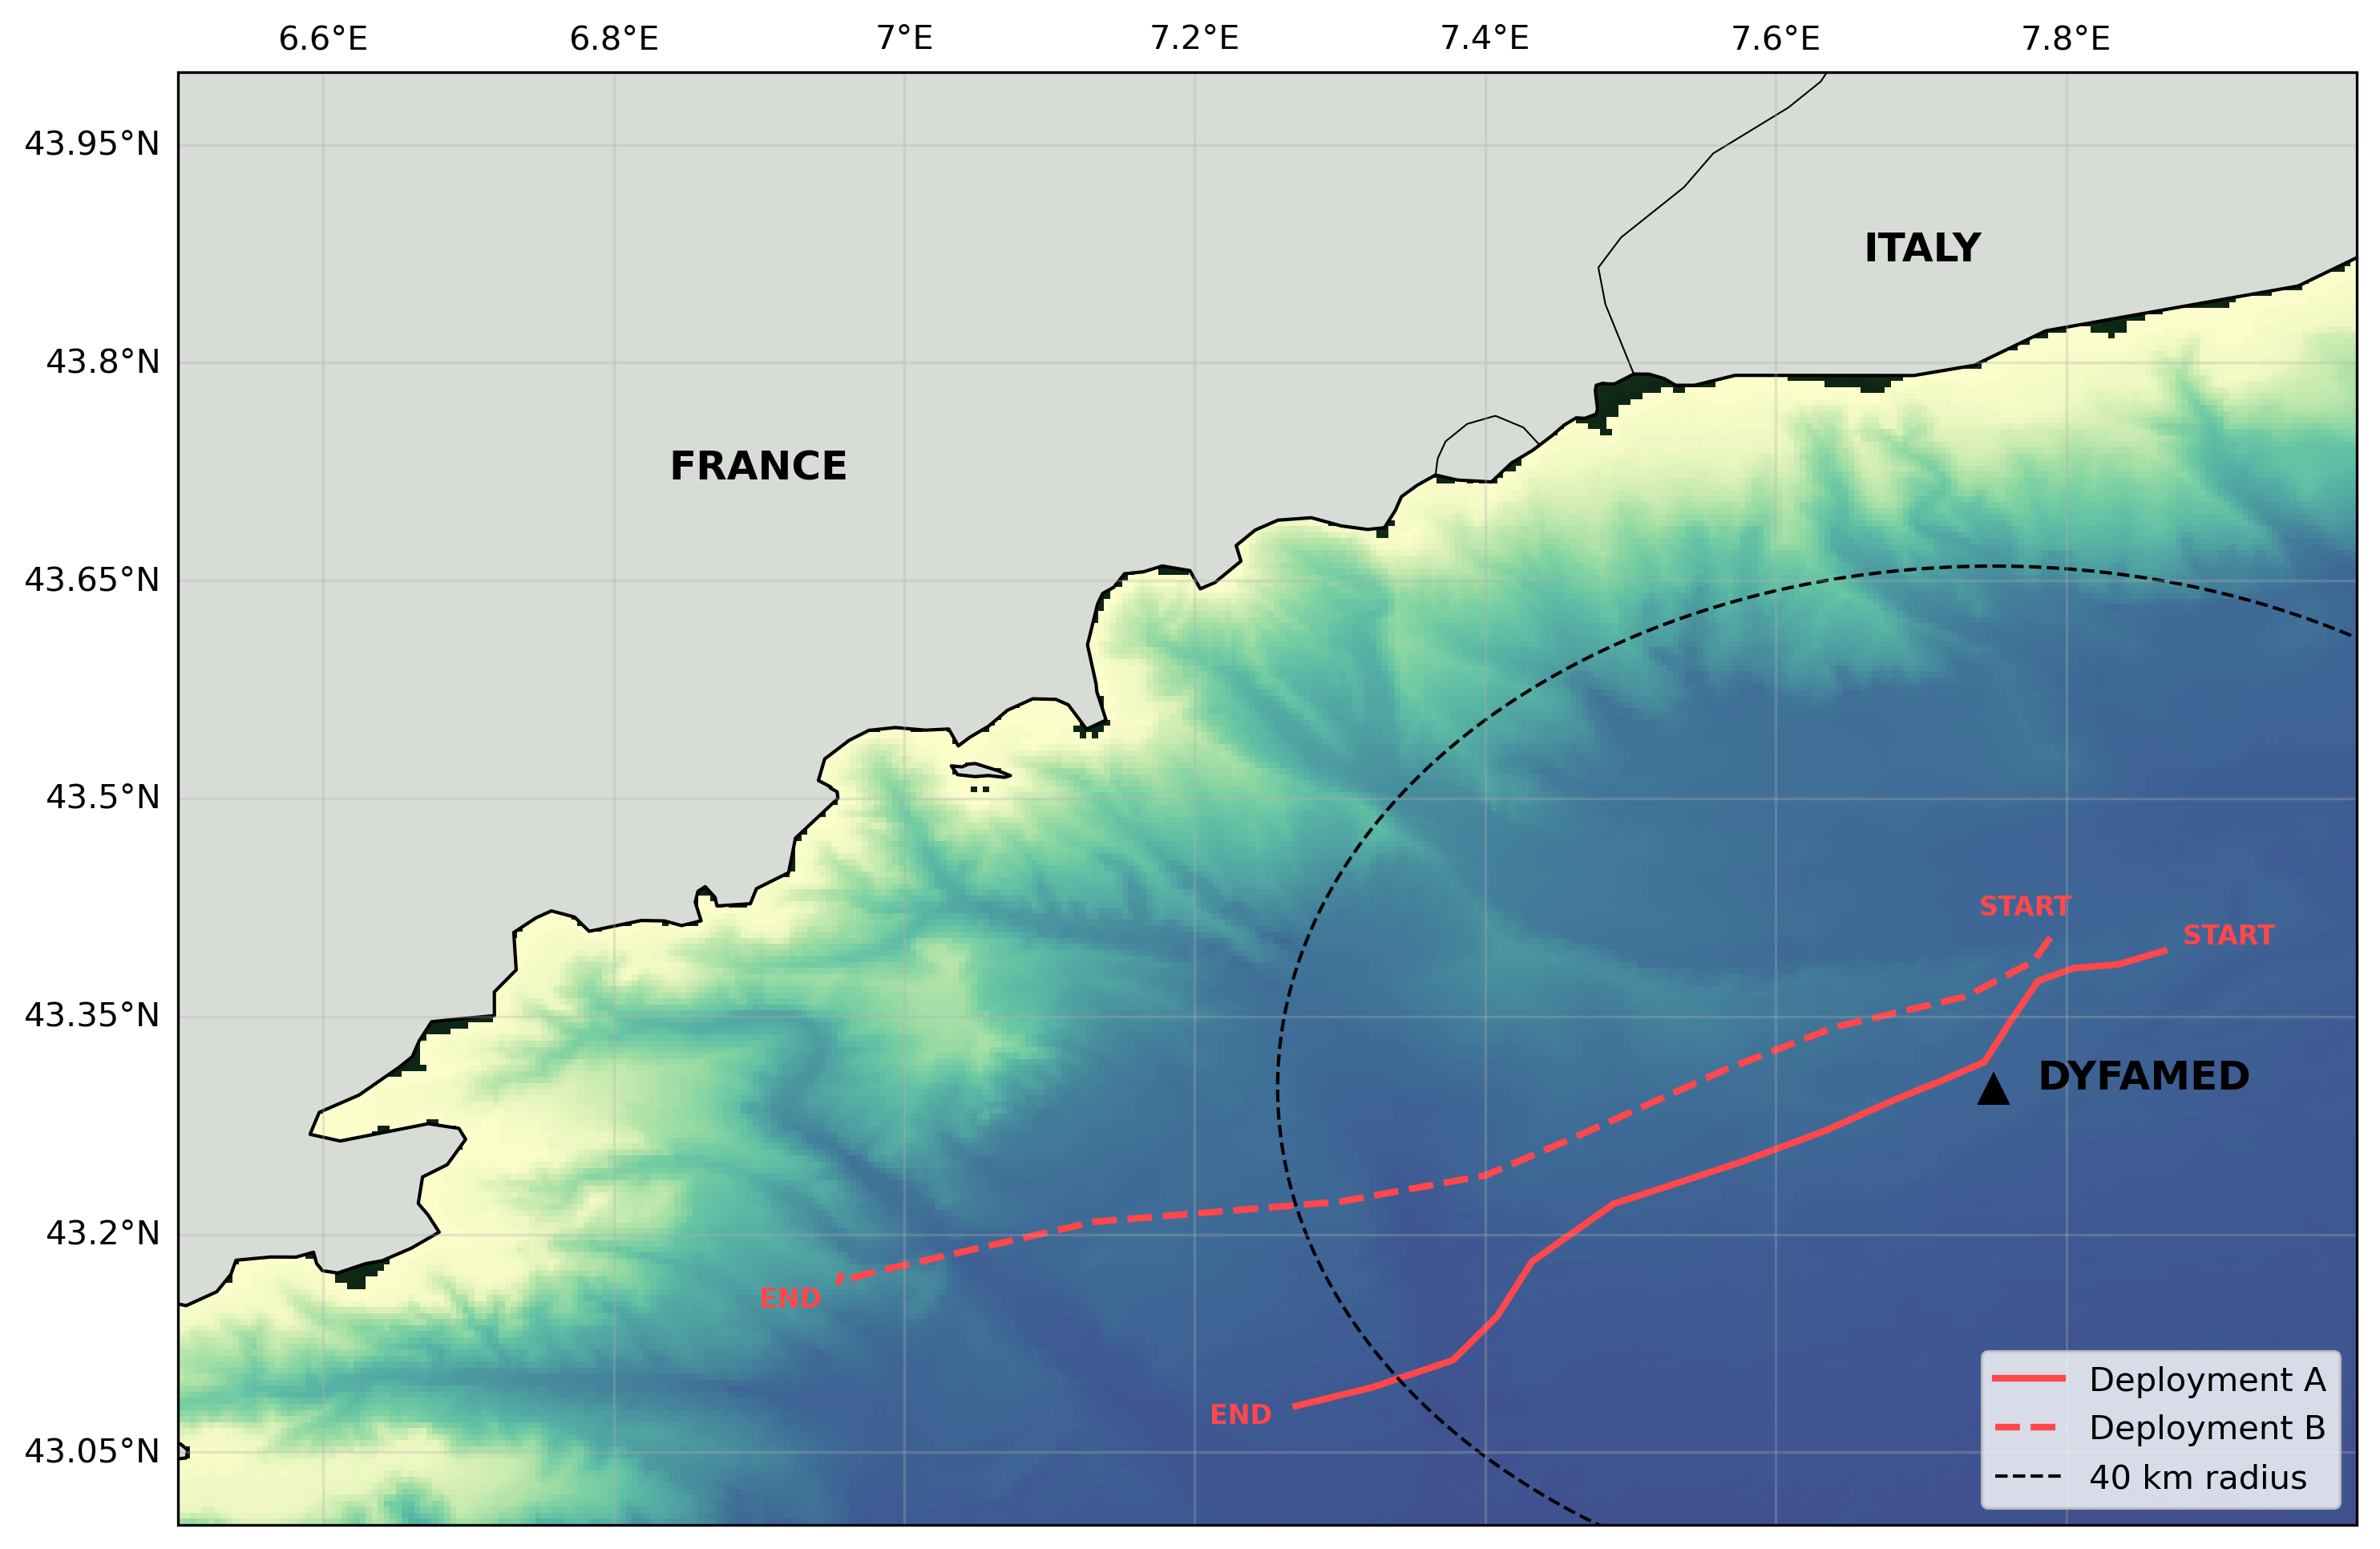 6.6°E 6.8°E 7°E 7.2°E 7.4°E 7.6°E 7.8°E
43.95°N
ITALY
43.8°N
FRANCE
43.65°N
43.5°N
START
START
43.35°N
DYFAMED
43.2°N
END
END
43.05°N
Deployment A
Deployment B
40 km radius